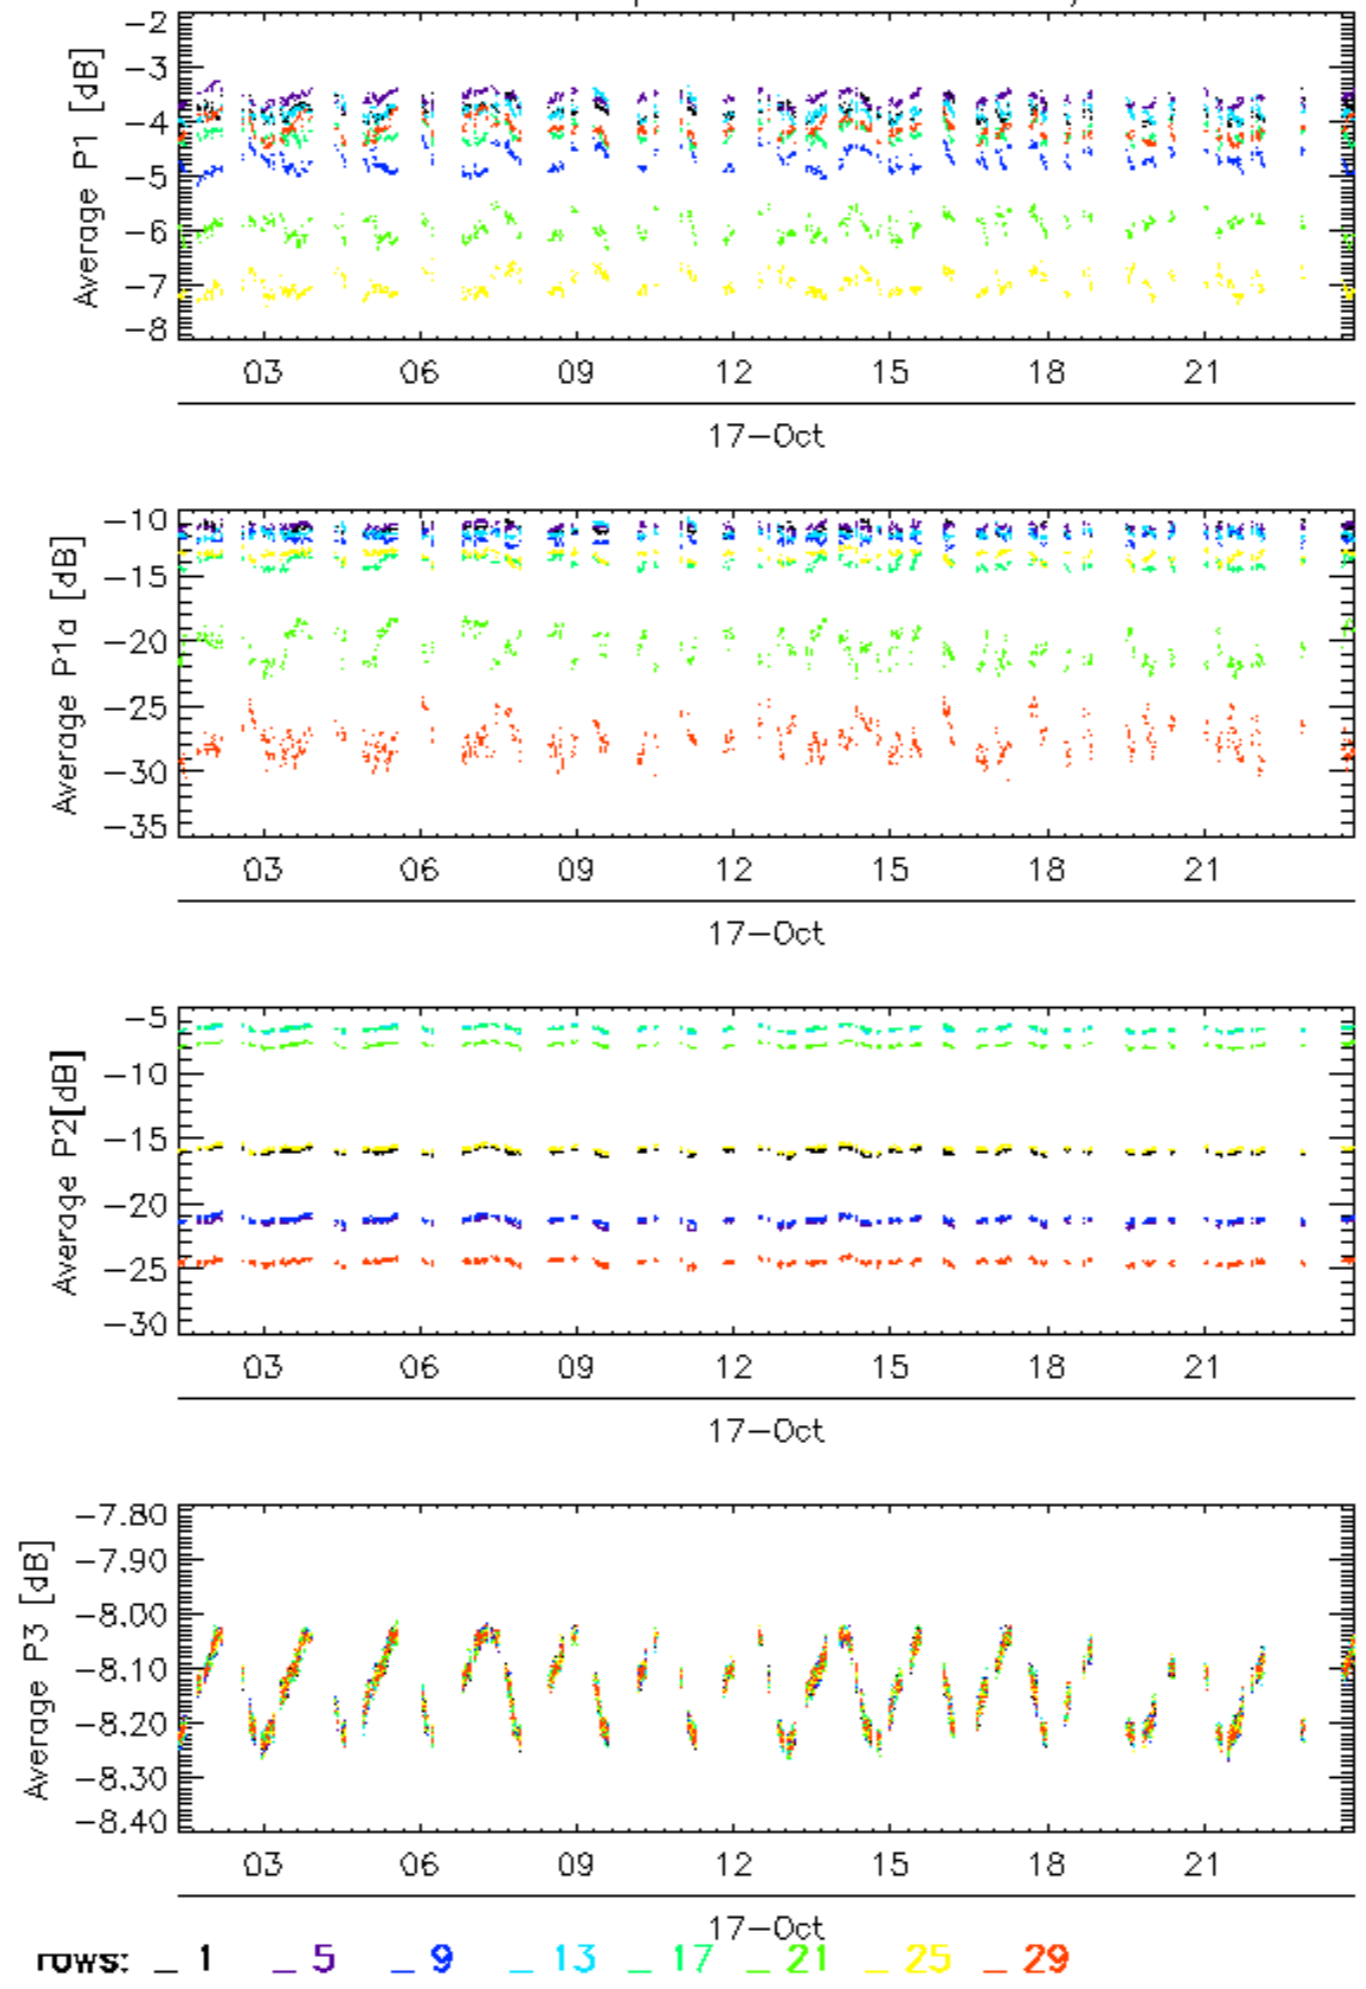 Average P1 [dB]
-2
-3
-4
-5
-6
-7
-8
03 06 09 12 15 18 21
17-Oct
Average P1a [dB]
-10
-15
-20
-25
-30
-35
03 06 09 12 15 18 21
17-Oct
Average P2[dB]
-5
-10
-15
-20
-25
-30
03 06 09 12 15 18 21
17-Oct
Average P3 [dB]
-7.80
-7.90
-8.00
-8.10
-8.20
-8.30
-8.40
03 06 09 12 15 18 21
17-Oct
rows: _ 1 _ 5 _ 9 _ 13 _ 17 _ 21 _ 25 _ 29